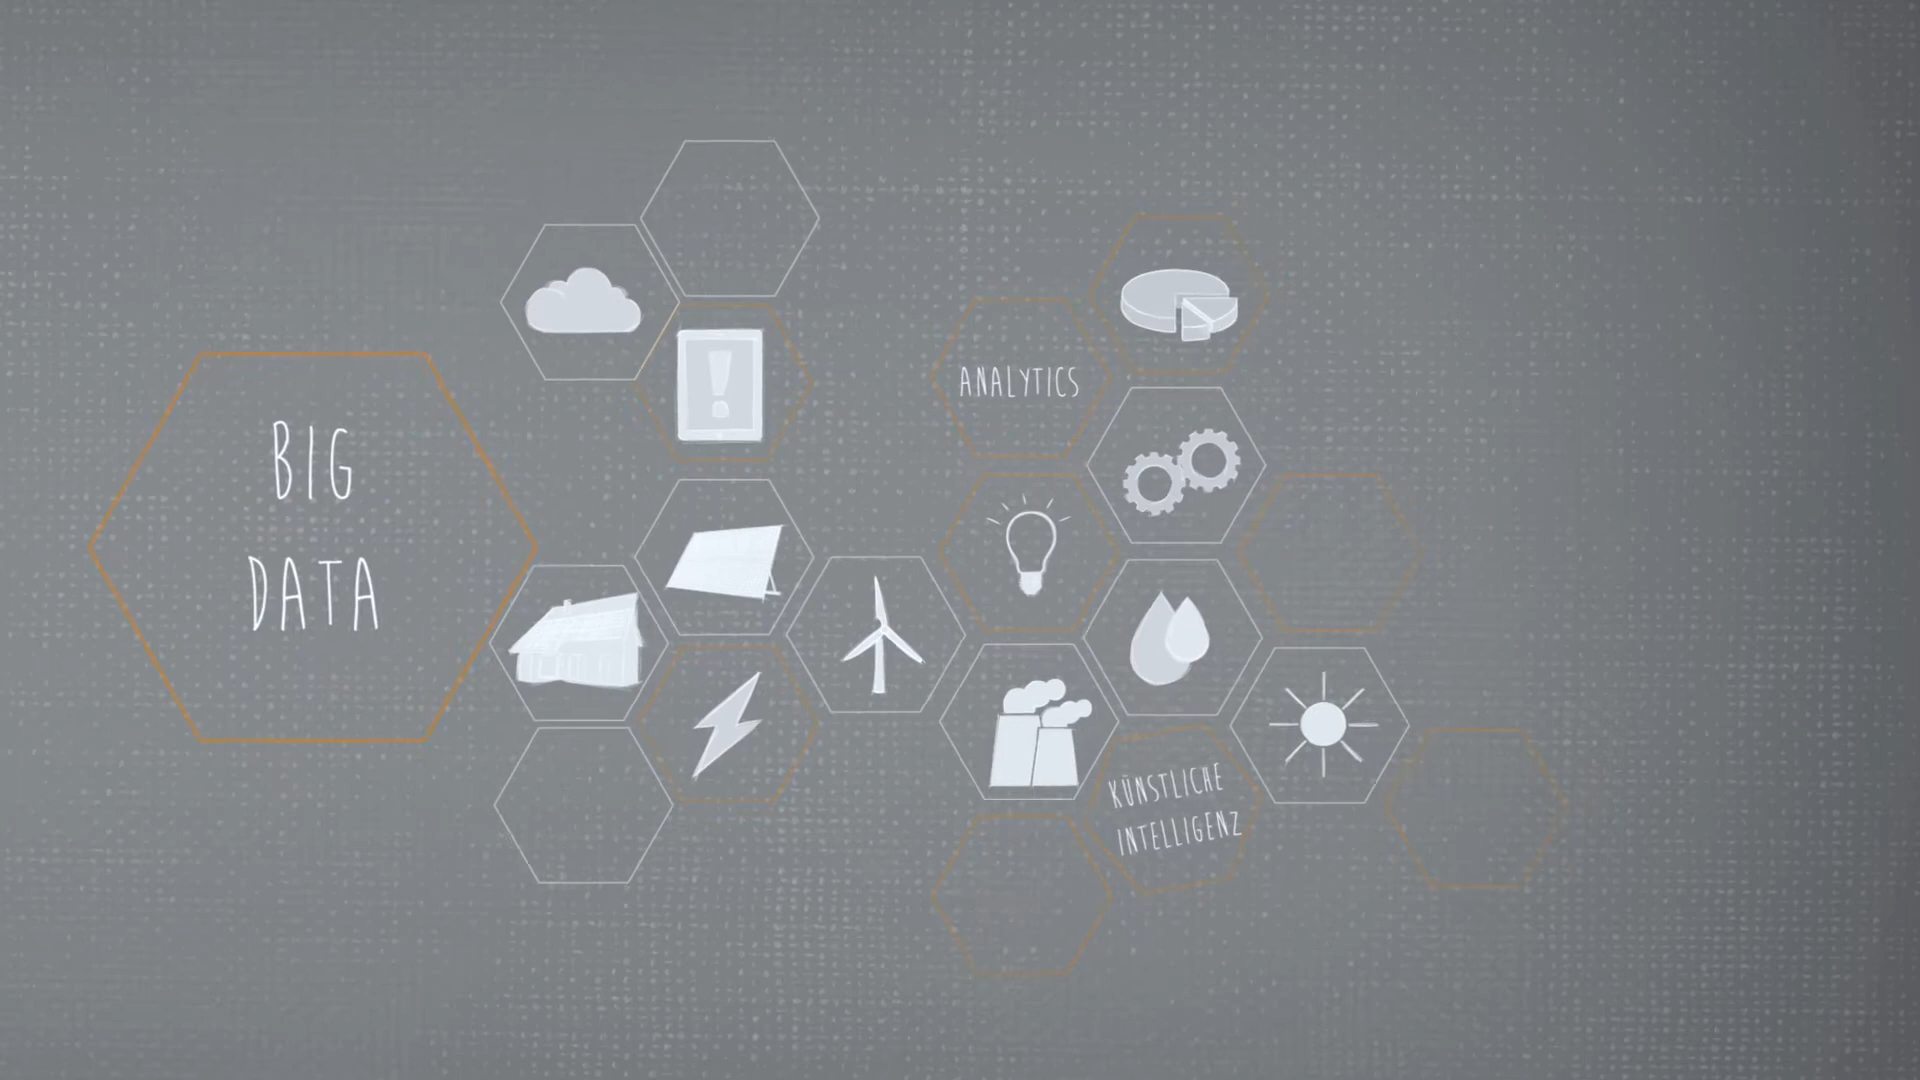 BIG
DATA
ANALYTICS
!
KÜNSTLICHE
INTELLIGENZ